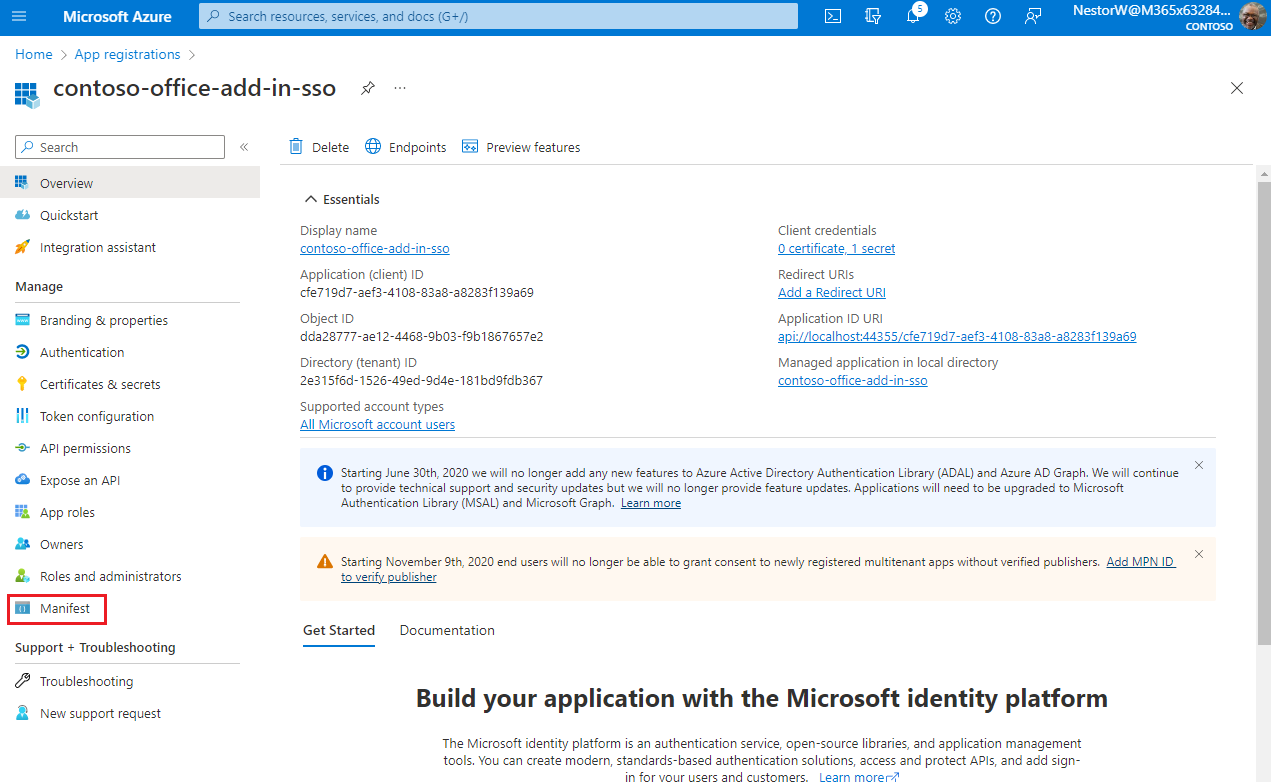 Microsoft Azure
Search resources, services, and docs (G+/)
5
NestorW@M365x63284...
CONTOSO
Home > App registrations >
contoso-office-add-in-sso
...
Search
«
Delete
Endpoints
Preview features
Overview
Quickstart
Integration assistant
Manage
Branding & properties
Authentication
Certificates & secrets
Token configuration
API permissions
Expose an API
App roles
Owners
Roles and administrators
Manifest
Support + Troubleshooting
Troubleshooting
New support request
Essentials
Display name
contoso-office-add-in-sso
Application (client) ID
cfe719d7-aef3-4108-83a8-a8283f139a69
Object ID
dda28777-ae12-4468-9b03-f9b1867657e2
Directory (tenant) ID
2e315f6d-1526-49ed-9d4e-181bd9fdb367
Supported account types
All Microsoft account users
Client credentials
0 certificate, 1 secret
Redirect URIs
Add a Redirect URI
Application ID URI
api://localhost:44355/cfe719d7-aef3-4108-83a8-a8283f139a69
Managed application in local directory
contoso-office-add-in-sso
Starting June 30th, 2020 we will no longer add any new features to Azure Active Directory Authentication Library (ADAL) and Azure AD Graph. We will continue
to provide technical support and security updates but we will no longer provide feature updates. Applications will need to be upgraded to Microsoft
Authentication Library (MSAL) and Microsoft Graph. Learn more
Starting November 9th, 2020 end users will no longer be able to grant consent to newly registered multitenant apps without verified publishers. Add MPN ID
to verify publisher
Get Started
Documentation
Build your application with the Microsoft identity platform
The Microsoft identity platform is an authentication service, open-source libraries, and application management
tools. You can create modern, standards-based authentication solutions, access and protect APIs, and add sign-
in for your users and customers. Learn more